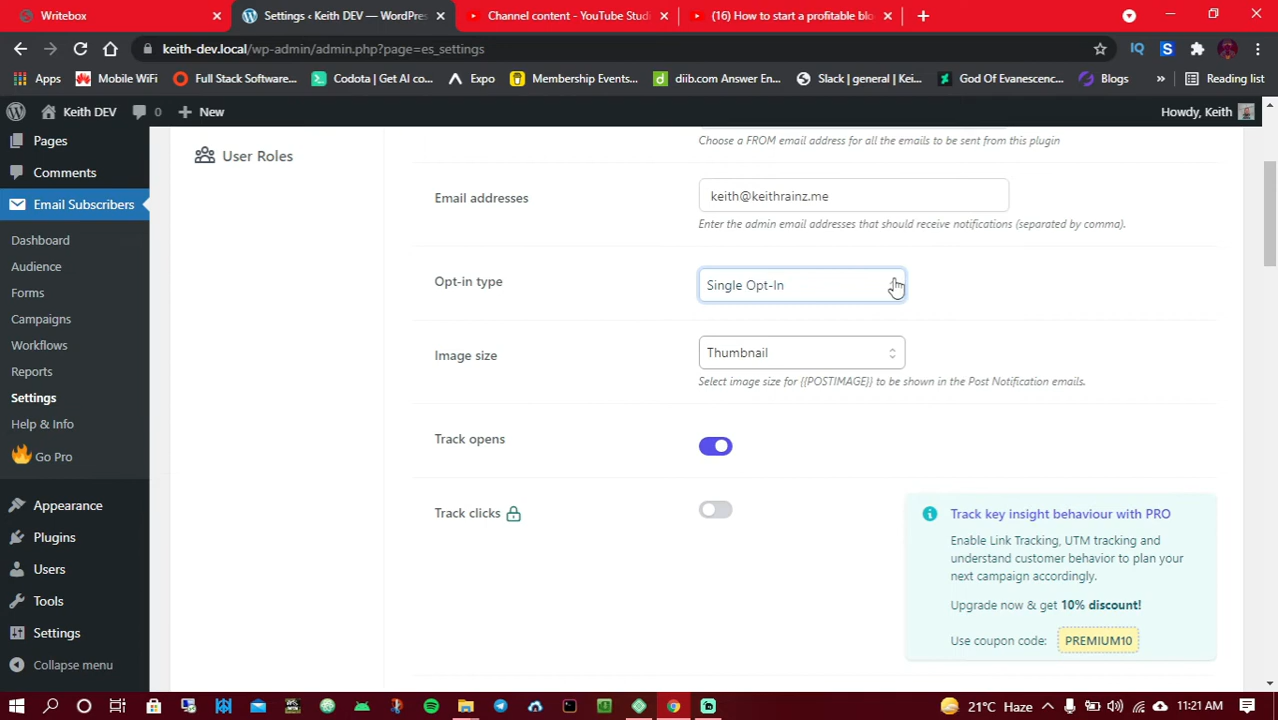 Writebox
Settings ‹ Keith DEV — WordPres
Channel content - YouTube Studi
(16) How to start a profitable blo
keith-dev.local/wp-admin/admin.php?page=es_settings
Apps
Mobile WiFi
Full Stack Software...
Codota | Get AI co...
Expo
Membership Events...
diib.com Answer En...
Slack | general | Kei...
God Of Evanescenc...
Blogs
»
Reading list
Keith DEV
0
New
Howdy, Keith
Pages
Comments
Email Subscribers
Dashboard
Audience
Forms
Campaigns
Workflows
Reports
Settings
Help & Info
Go Pro
Appearance
Plugins
Users
Tools
Settings
Collapse menu
User Roles
Choose a FROM email address for all the emails to be sent from this plugin
Email addresses
keith@keithrainz.me
Enter the admin email addresses that should receive notifications (separated by comma).
Opt-in type
Single Opt-In
Image size
Thumbnail
Select image size for {{POSTIMAGE}} to be shown in the Post Notification emails.
Track opens
Track clicks
Track key insight behaviour with PRO
Enable Link Tracking, UTM tracking and
understand customer behavior to plan your
next campaign accordingly.
Upgrade now & get 10% discount!
Use coupon code: PREMIUM10
21°C Haze
11:21 AM